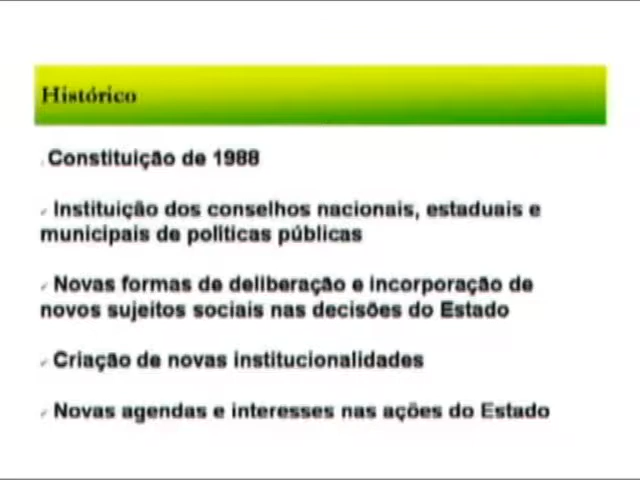 Histórico
Constituição de 1988
Instituição dos conselhos nacionais, estaduais e
municipais de políticas públicas
Novas formas de deliberação e incorporação de
novos sujeitos sociais nas decisões do Estado
Criação de novas institucionalidades
Novas agendas e interesses nas ações do Estado